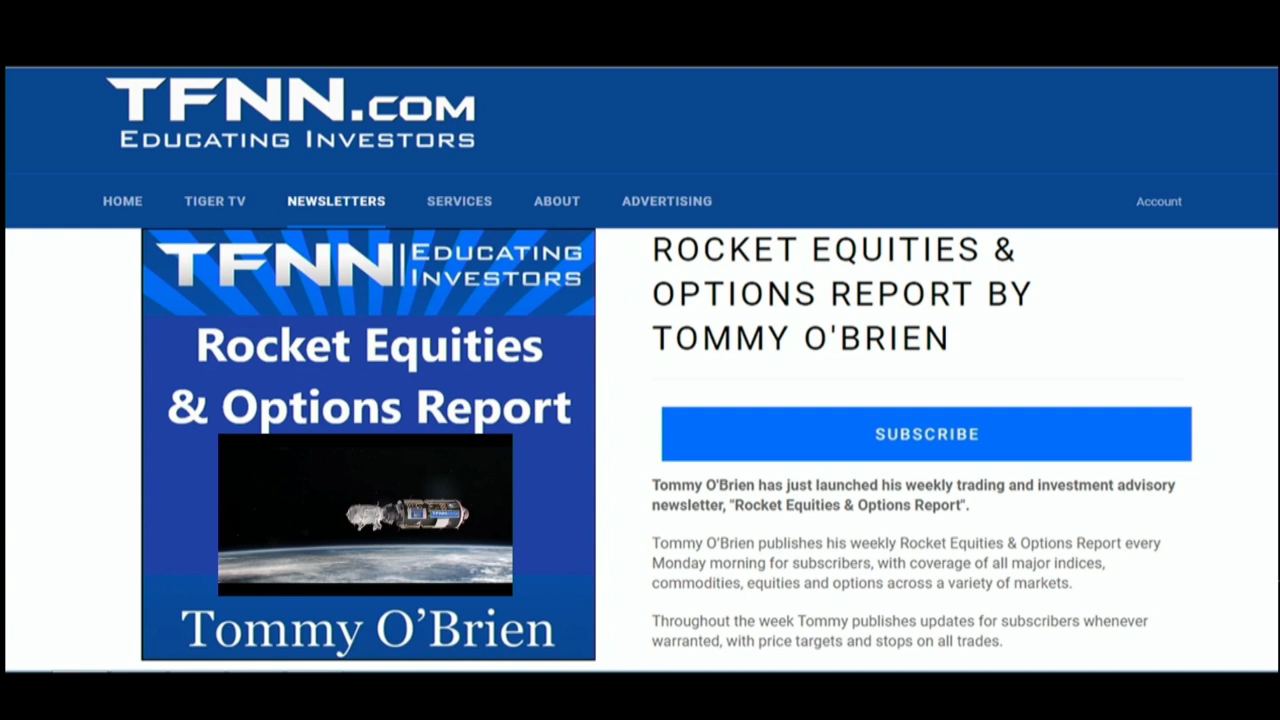 TFNN.COM
EDUCATING INVESTORS
HOME TIGER TV NEWSLETTERS SERVICES ABOUT ADVERTISING Account
TFNN EDUCATING
INVESTORS
Rocket Equities
& Options Report
TFNN
Tommy O’Brien
ROCKET EQUITIES &
OPTIONS REPORT BY
TOMMY O'BRIEN
SUBSCRIBE
Tommy O'Brien has just launched his weekly trading and investment advisory
newsletter, "Rocket Equities & Options Report".
Tommy O’Brien publishes his weekly Rocket Equities & Options Report every
Monday morning for subscribers, with coverage of all major indices,
commodities, equities and options across a variety of markets.
Throughout the week Tommy publishes updates for subscribers whenever
warranted, with price targets and stops on all trades.